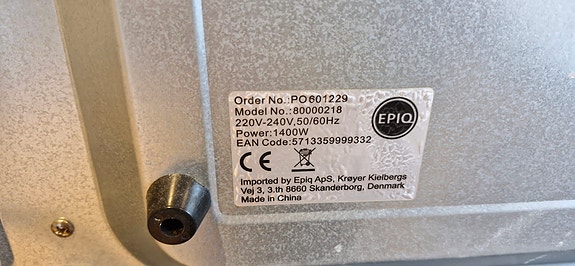 Order No.:PO601229
Model No.:80000218
220V-240V,50/60Hz
Power:1400W
EAN Code:5713359999332
EPIQ
CE
Imported by Epiq ApS, Krøyer Kielbergs
Vej 3, 3.th 8660 Skanderborg, Denmark
Made in China